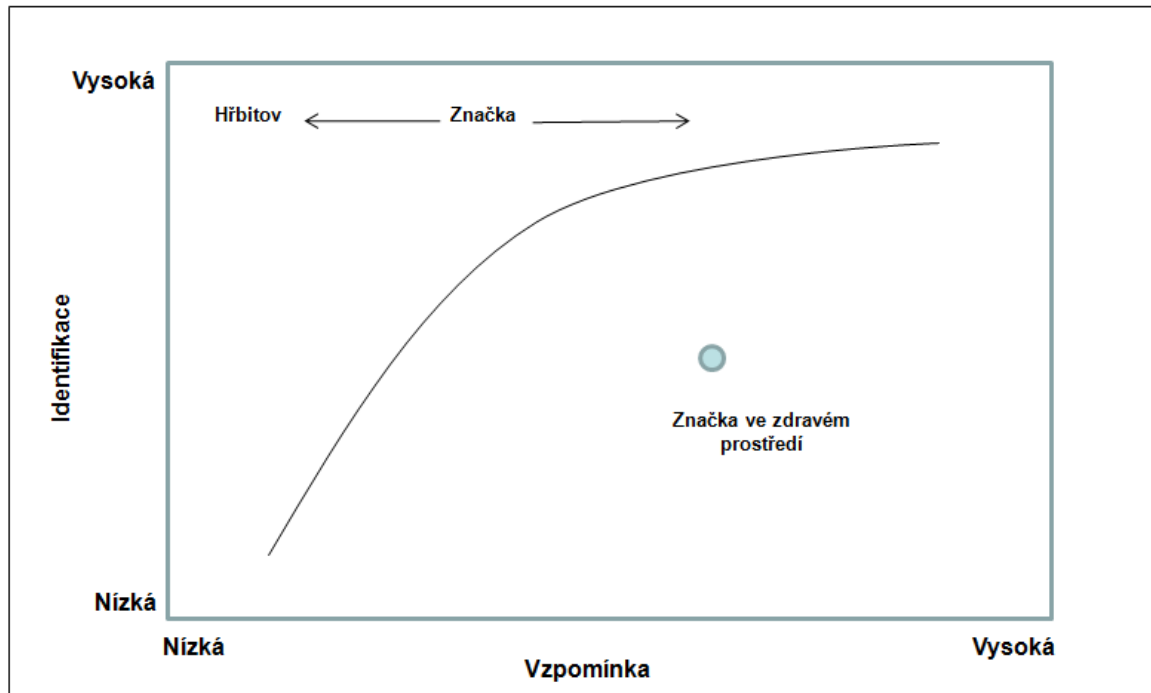 Vysoká
Hřbitov
Značka
Identifikace
Značka ve zdravém
prostředí
Nízká
Nízká
Vysoká
Vzpomínka